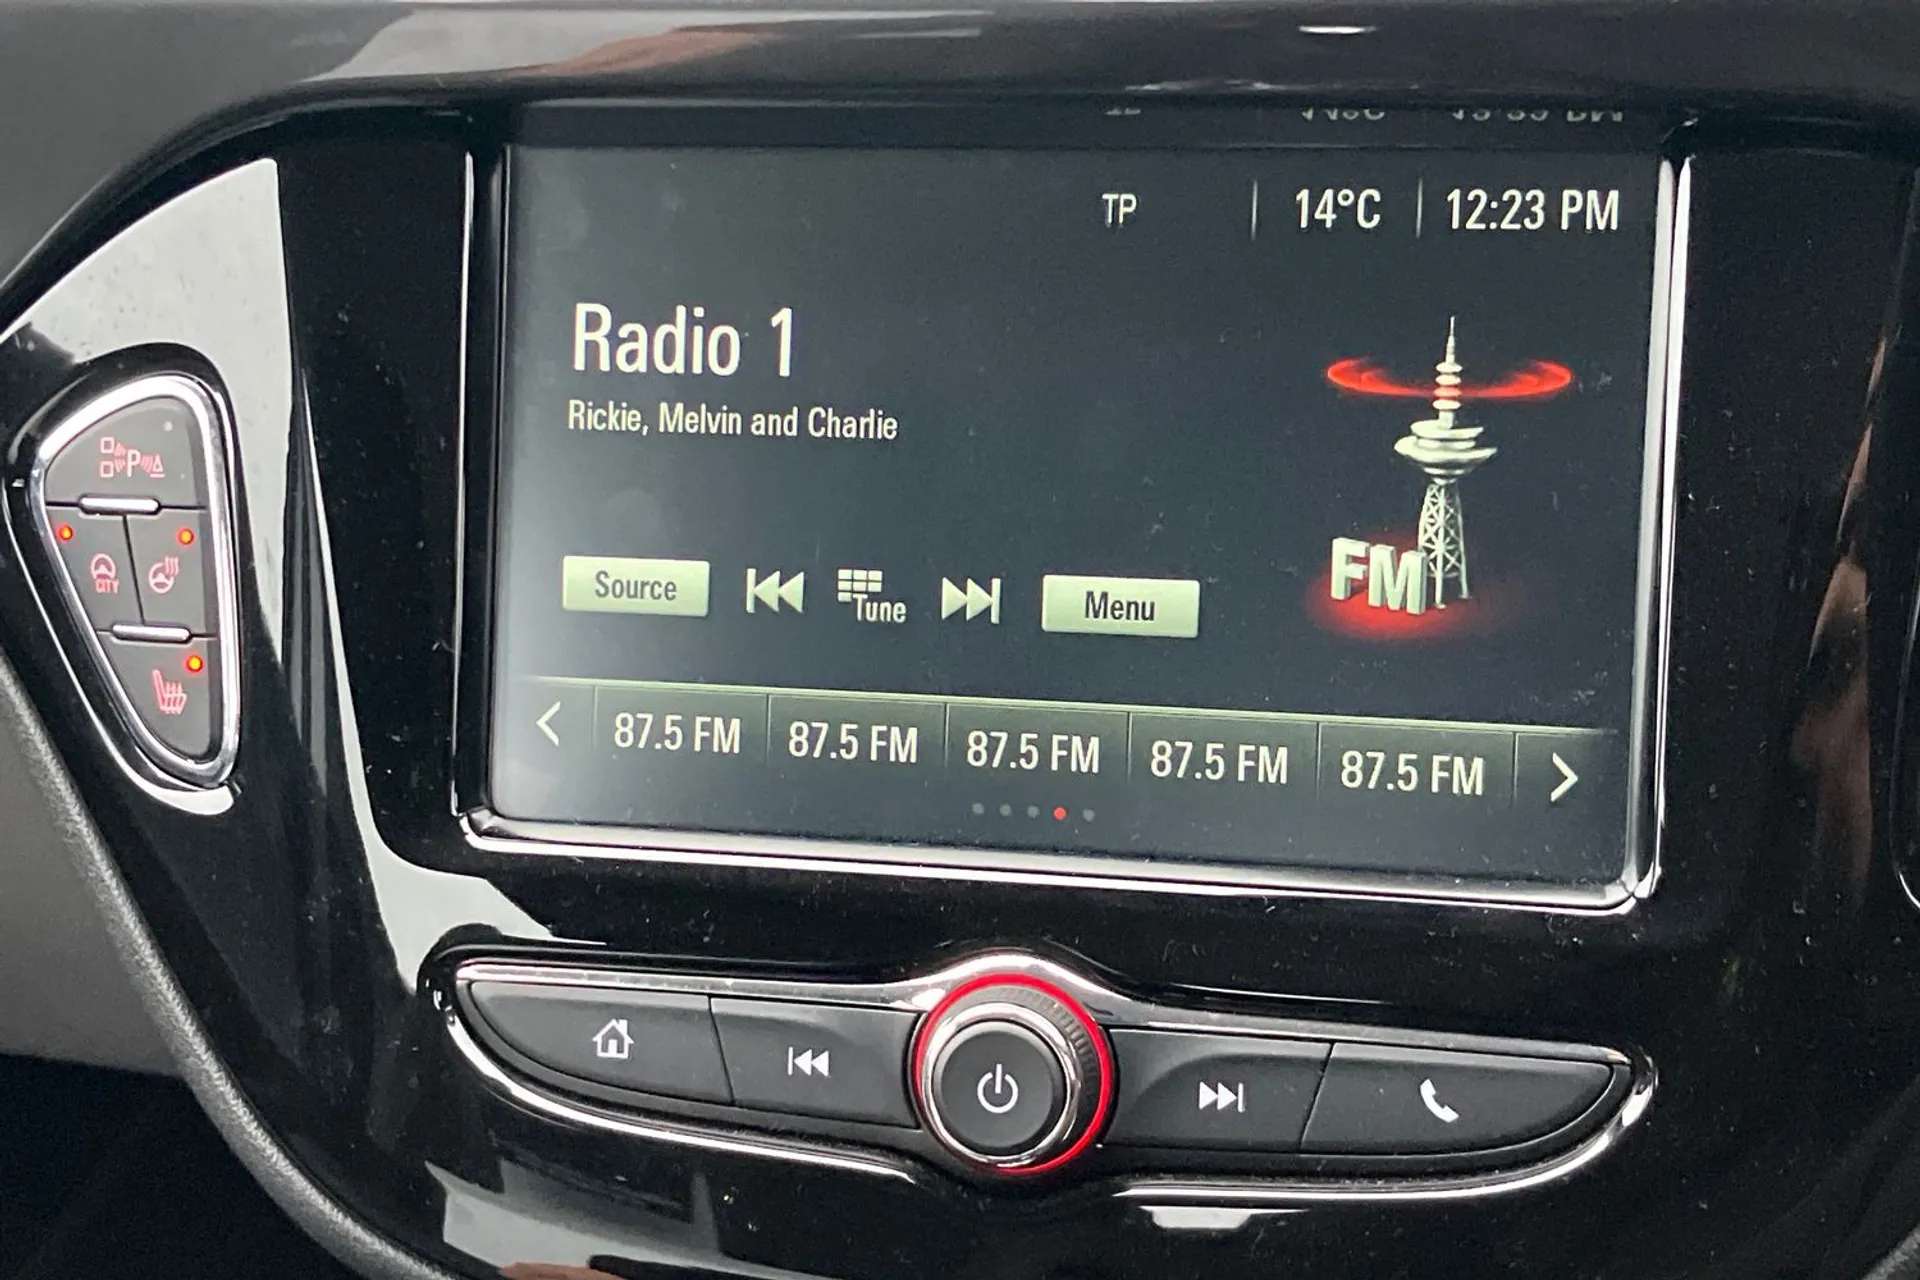 TP 14°C 12:23 PM
Radio 1
Rickie, Melvin and Charlie
FM
Source Tune Menu
87.5 FM 87.5 FM 87.5 FM 87.5 FM 87.5 FM
P
CITY